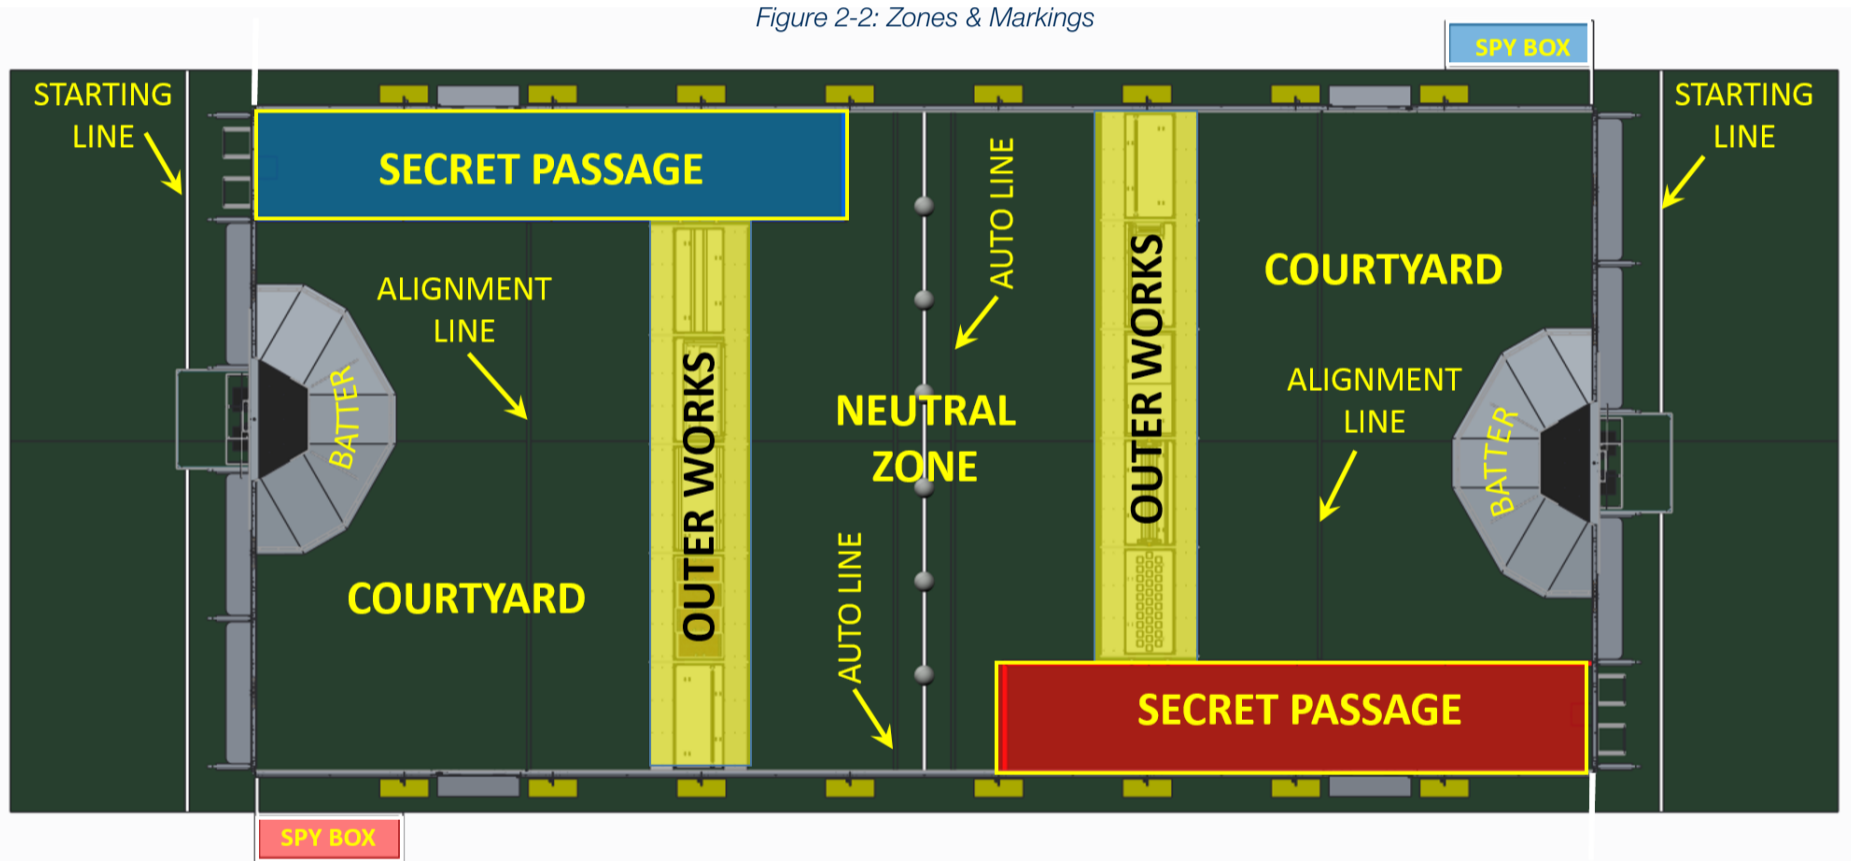 Figure 2-2: Zones & Markings
SPY BOX
STARTING
LINE
STARTING
LINE
SECRET PASSAGE
AUTO LINE
OUTER WORKS
COURTYARD
ALIGNMENT
LINE
BATTER
OUTER WORKS
NEUTRAL
ZONE
ALIGNMENT
LINE
BATTER
COURTYARD
AUTO LINE
SECRET PASSAGE
SPY BOX